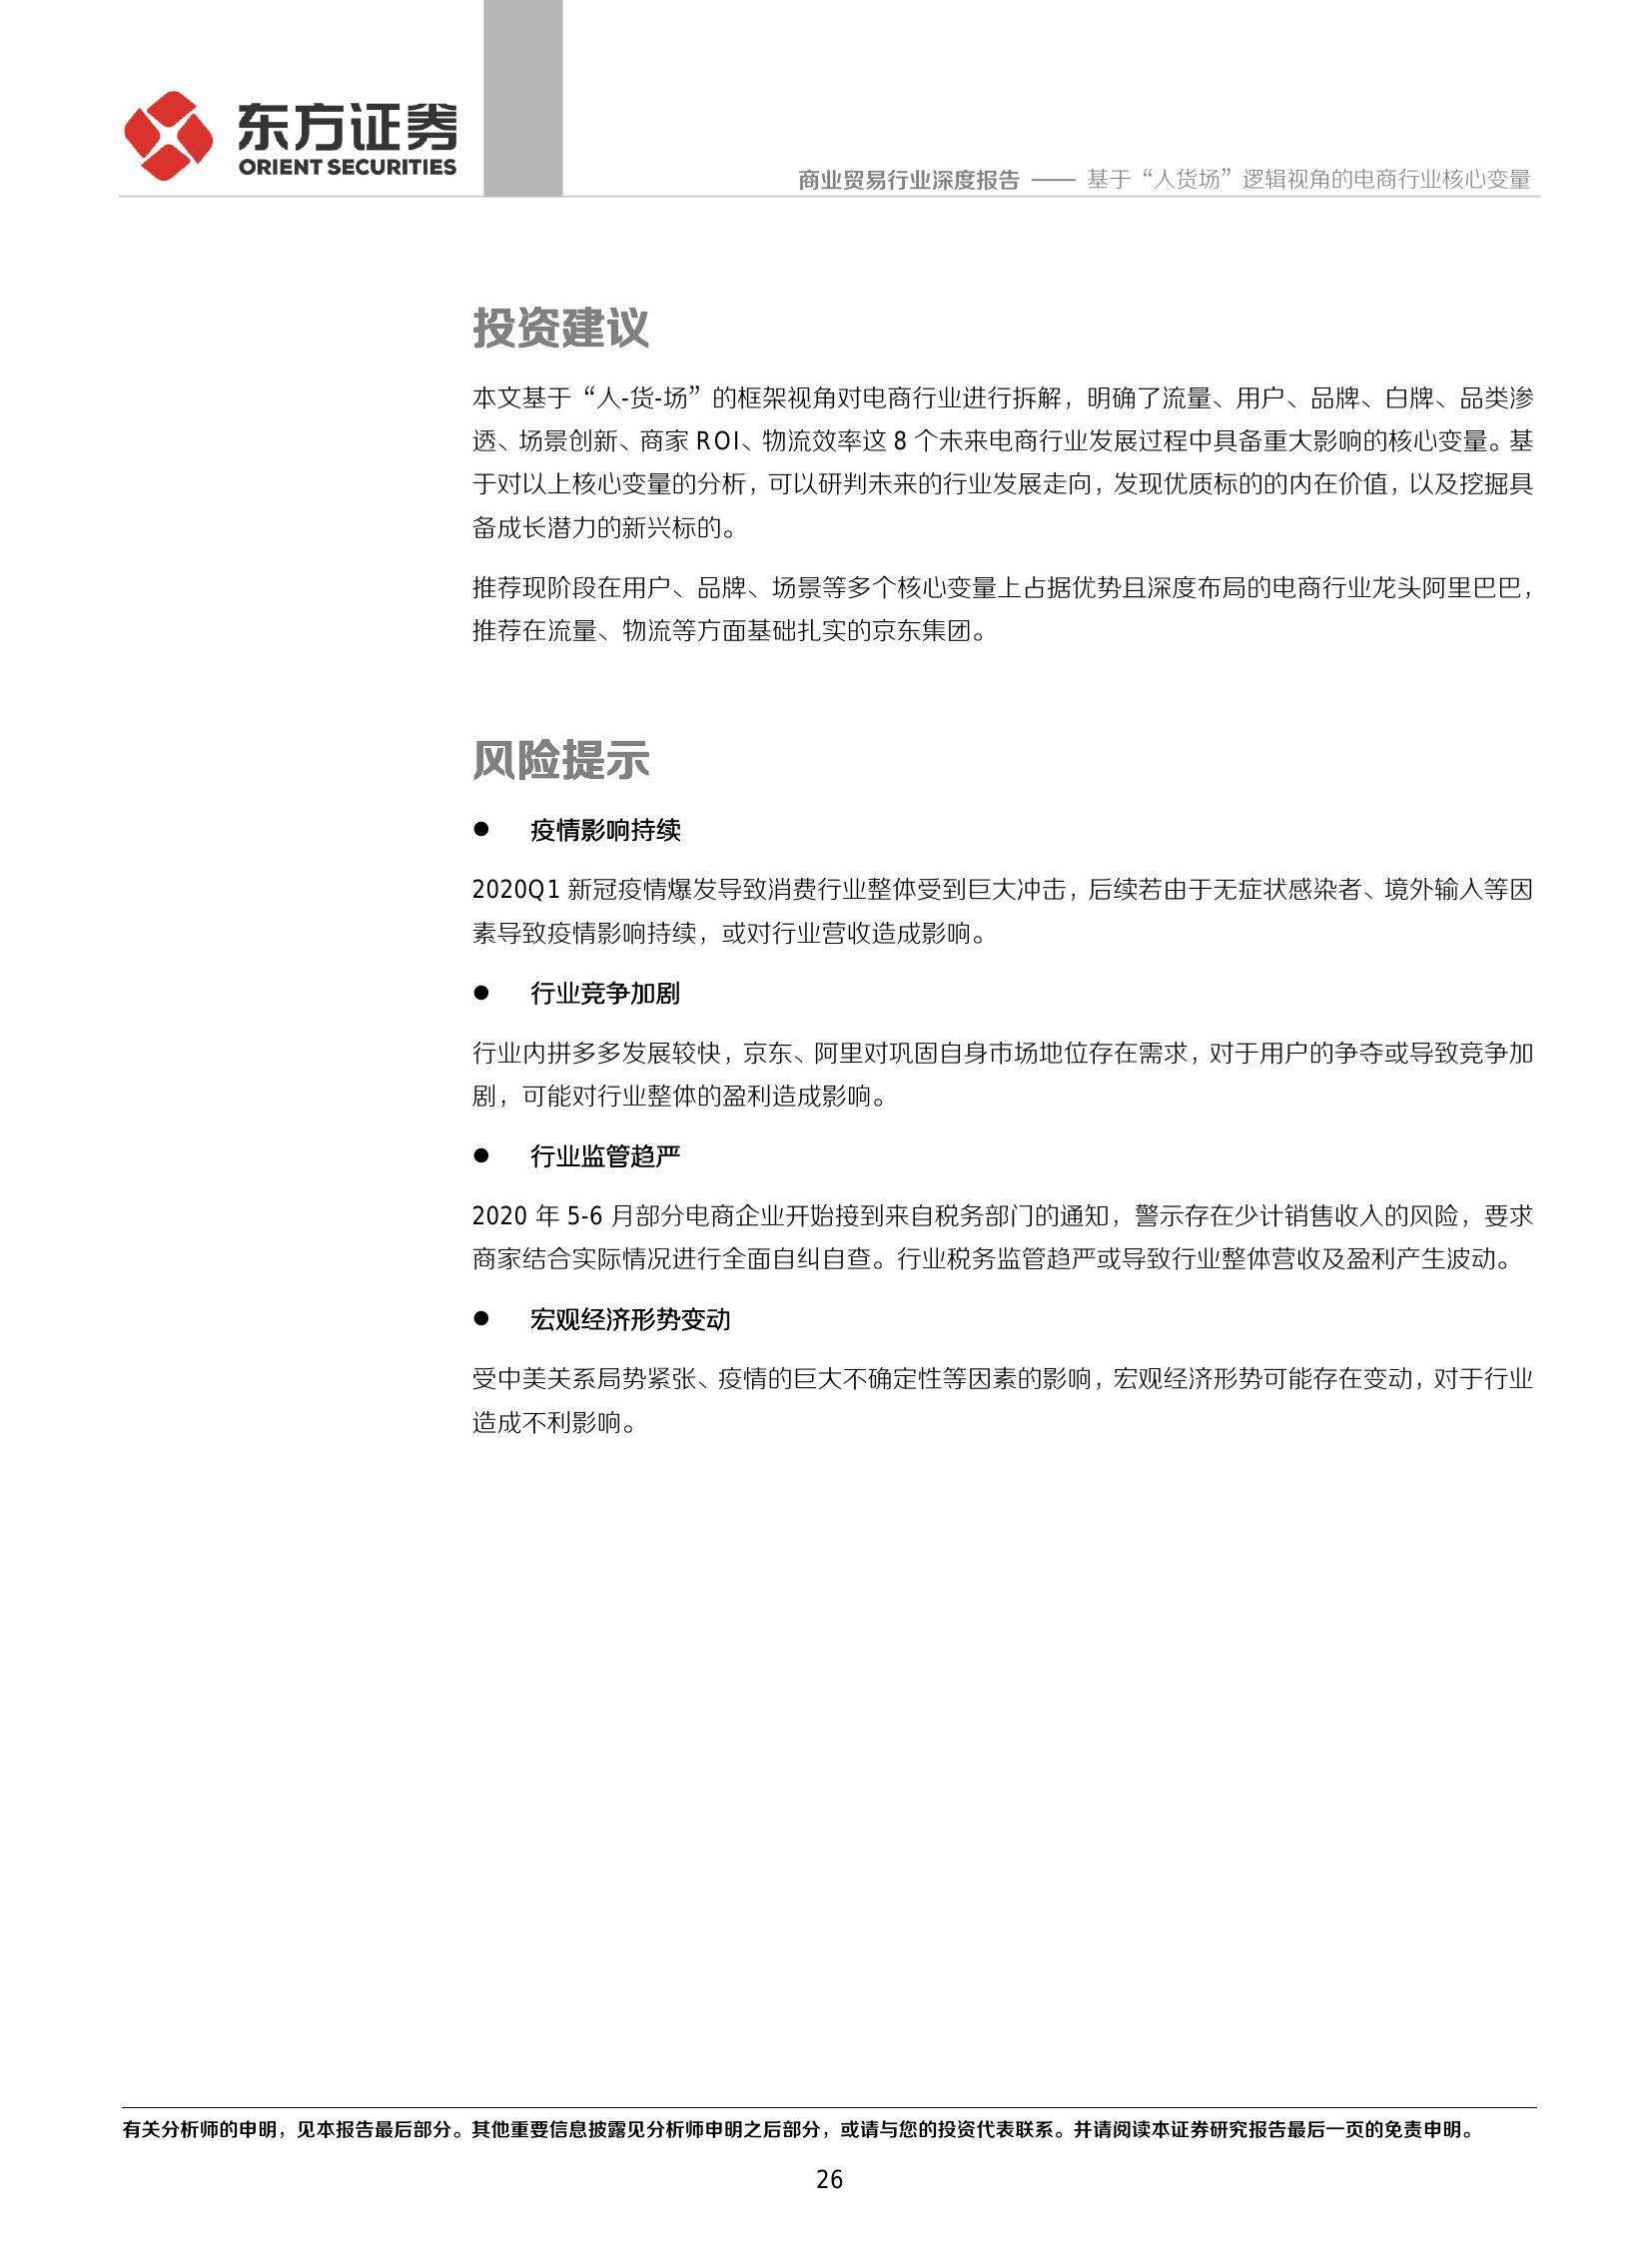 东方证券
ORIENT SECURITIES
商业贸易行业深度报告 —— 基于“人货场”逻辑视角的电商行业核心变量
投资建议
本文基于“人-货-场”的框架视角对电商行业进行拆解，明确了流量、用户、品牌、白牌、品类渗
透、场景创新、商家 ROI、物流效率这 8 个未来电商行业发展过程中具备重大影响的核心变量。基
于对以上核心变量的分析，可以研判未来的行业发展走向，发现优质标的的内在价值，以及挖掘具
备成长潜力的新兴标的。
推荐现阶段在用户、品牌、场景等多个核心变量上占据优势且深度布局的电商行业龙头阿里巴巴，
推荐在流量、物流等方面基础扎实的京东集团。
风险提示
● 疫情影响持续
2020Q1 新冠疫情爆发导致消费行业整体受到巨大冲击，后续若由于无症状感染者、境外输入等因
素导致疫情影响持续，或对行业营收造成影响。
● 行业竞争加剧
行业内拼多多发展较快，京东、阿里对巩固自身市场地位存在需求，对于用户的争夺或导致竞争加
剧，可能对行业整体的盈利造成影响。
● 行业监管趋严
2020 年 5-6 月部分电商企业开始接到来自税务部门的通知，警示存在少计销售收入的风险，要求
商家结合实际情况进行全面自纠自查。行业税务监管趋严或导致行业整体营收及盈利产生波动。
● 宏观经济形势变动
受中美关系局势紧张、疫情的巨大不确定性等因素的影响，宏观经济形势可能存在变动，对于行业
造成不利影响。
有关分析师的申明，见本报告最后部分。其他重要信息披露见分析师申明之后部分，或请与您的投资代表联系。并请阅读本证券研究报告最后一页的免责申明。
26